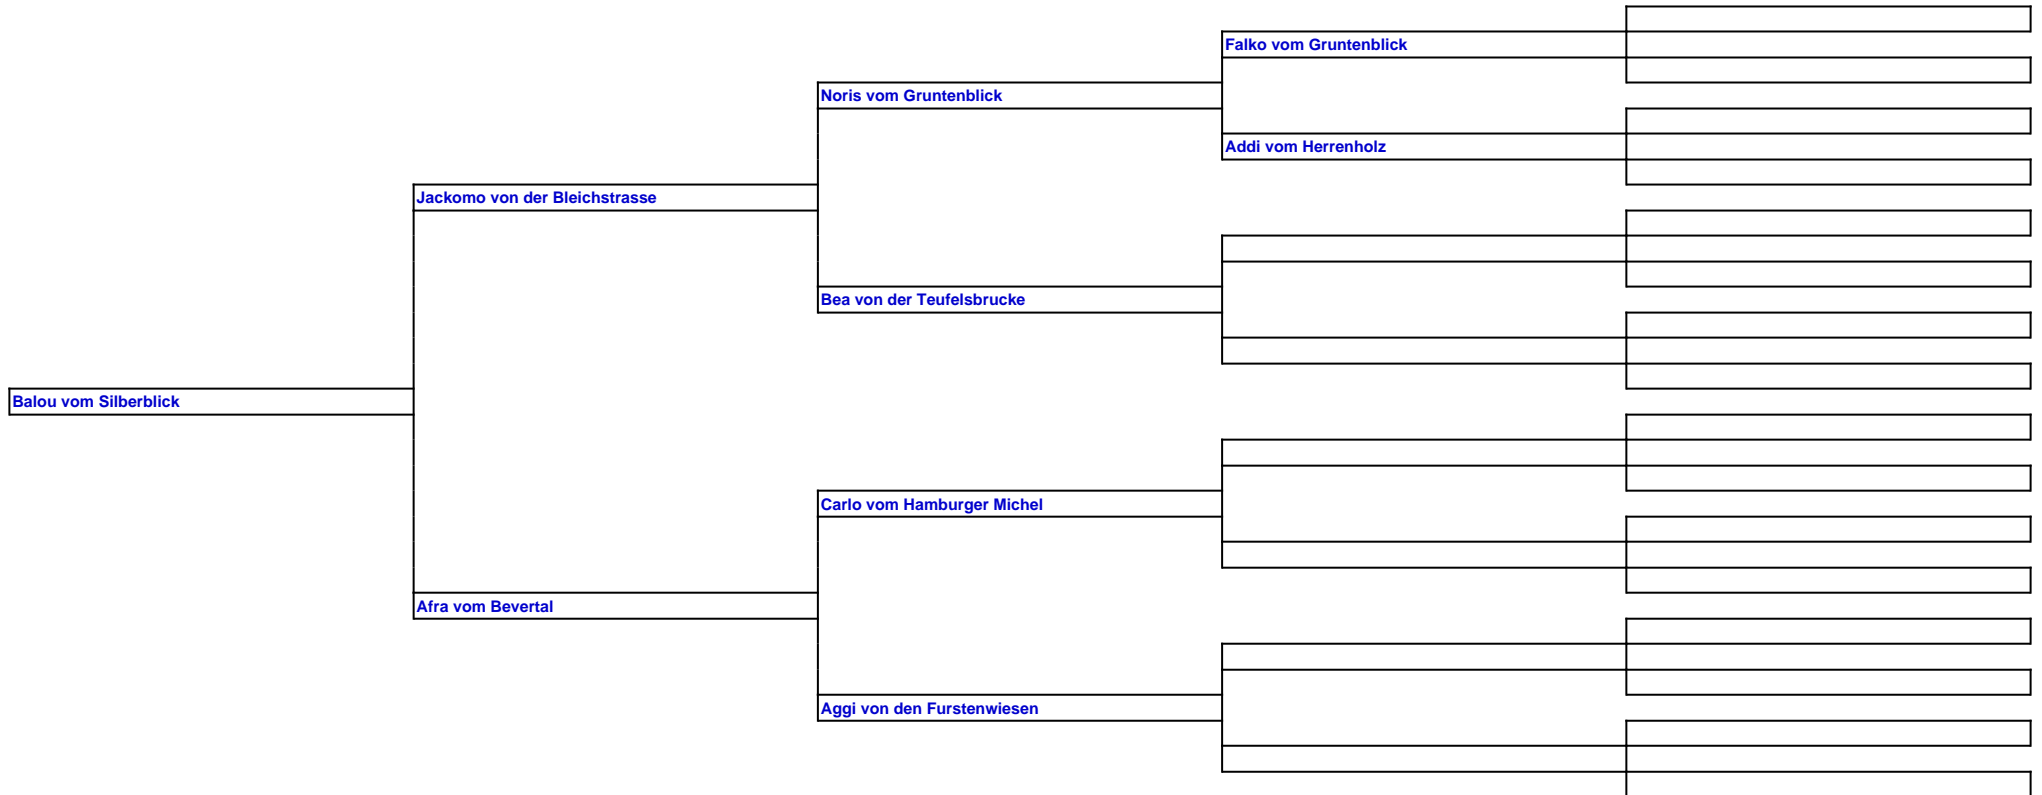 Falko vom Gruntenblick
Noris vom Gruntenblick
Addi vom Herrenholz
Jackomo von der Bleichstrasse
Bea von der Teufelsbrucke
Balou vom Silberblick
Carlo vom Hamburger Michel
Afra vom Bevertal
Aggi von den Furstenwiesen